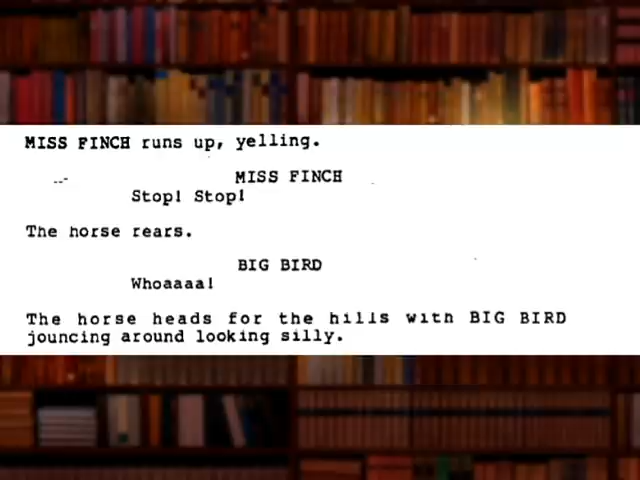 MISS FINCH runs up, yelling.
MISS FINCH
Stop! Stop!
The horse rears.
BIG BIRD
Whoaaaa!
The horse heads for the hills with BIG BIRD
jouncing around looking silly.